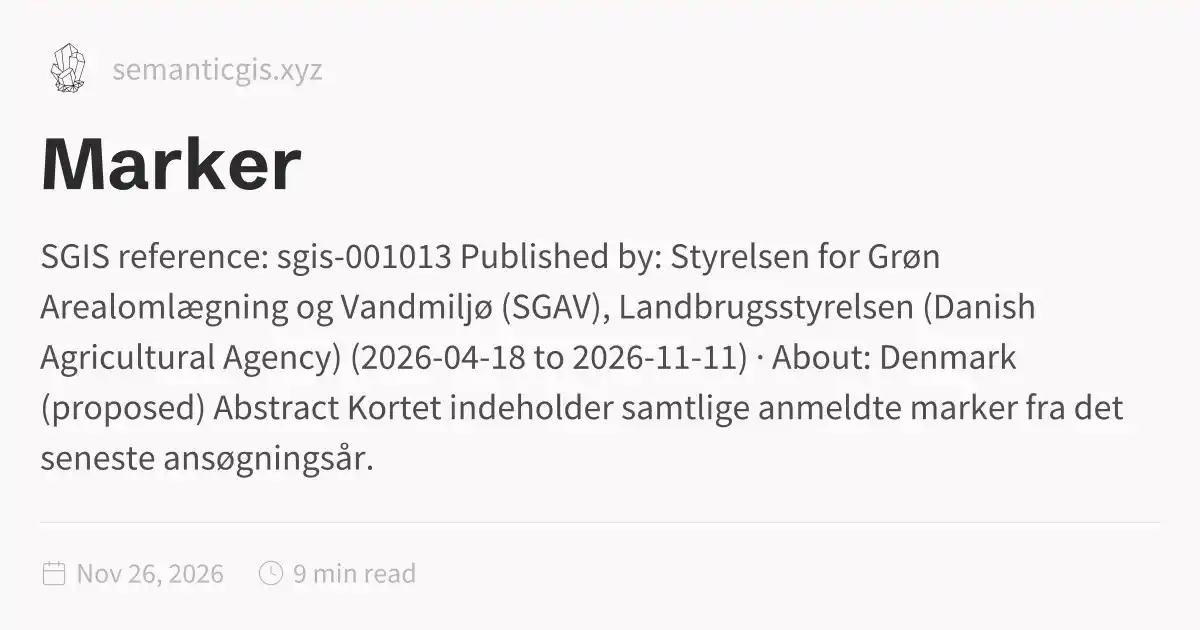 semanticgis.xyz
Marker
SGIS reference: sgis-001013 Published by: Styrelsen for Grøn
Arealomlægning og Vandmiljø (SGAV), Landbrugsstyrelsen (Danish
Agricultural Agency) (2026-04-18 to 2026-11-11) · About: Denmark
(proposed) Abstract Kortet indeholder samtlige anmeldte marker fra det
seneste ansøgningsår.
Nov 26, 2026 9 min read